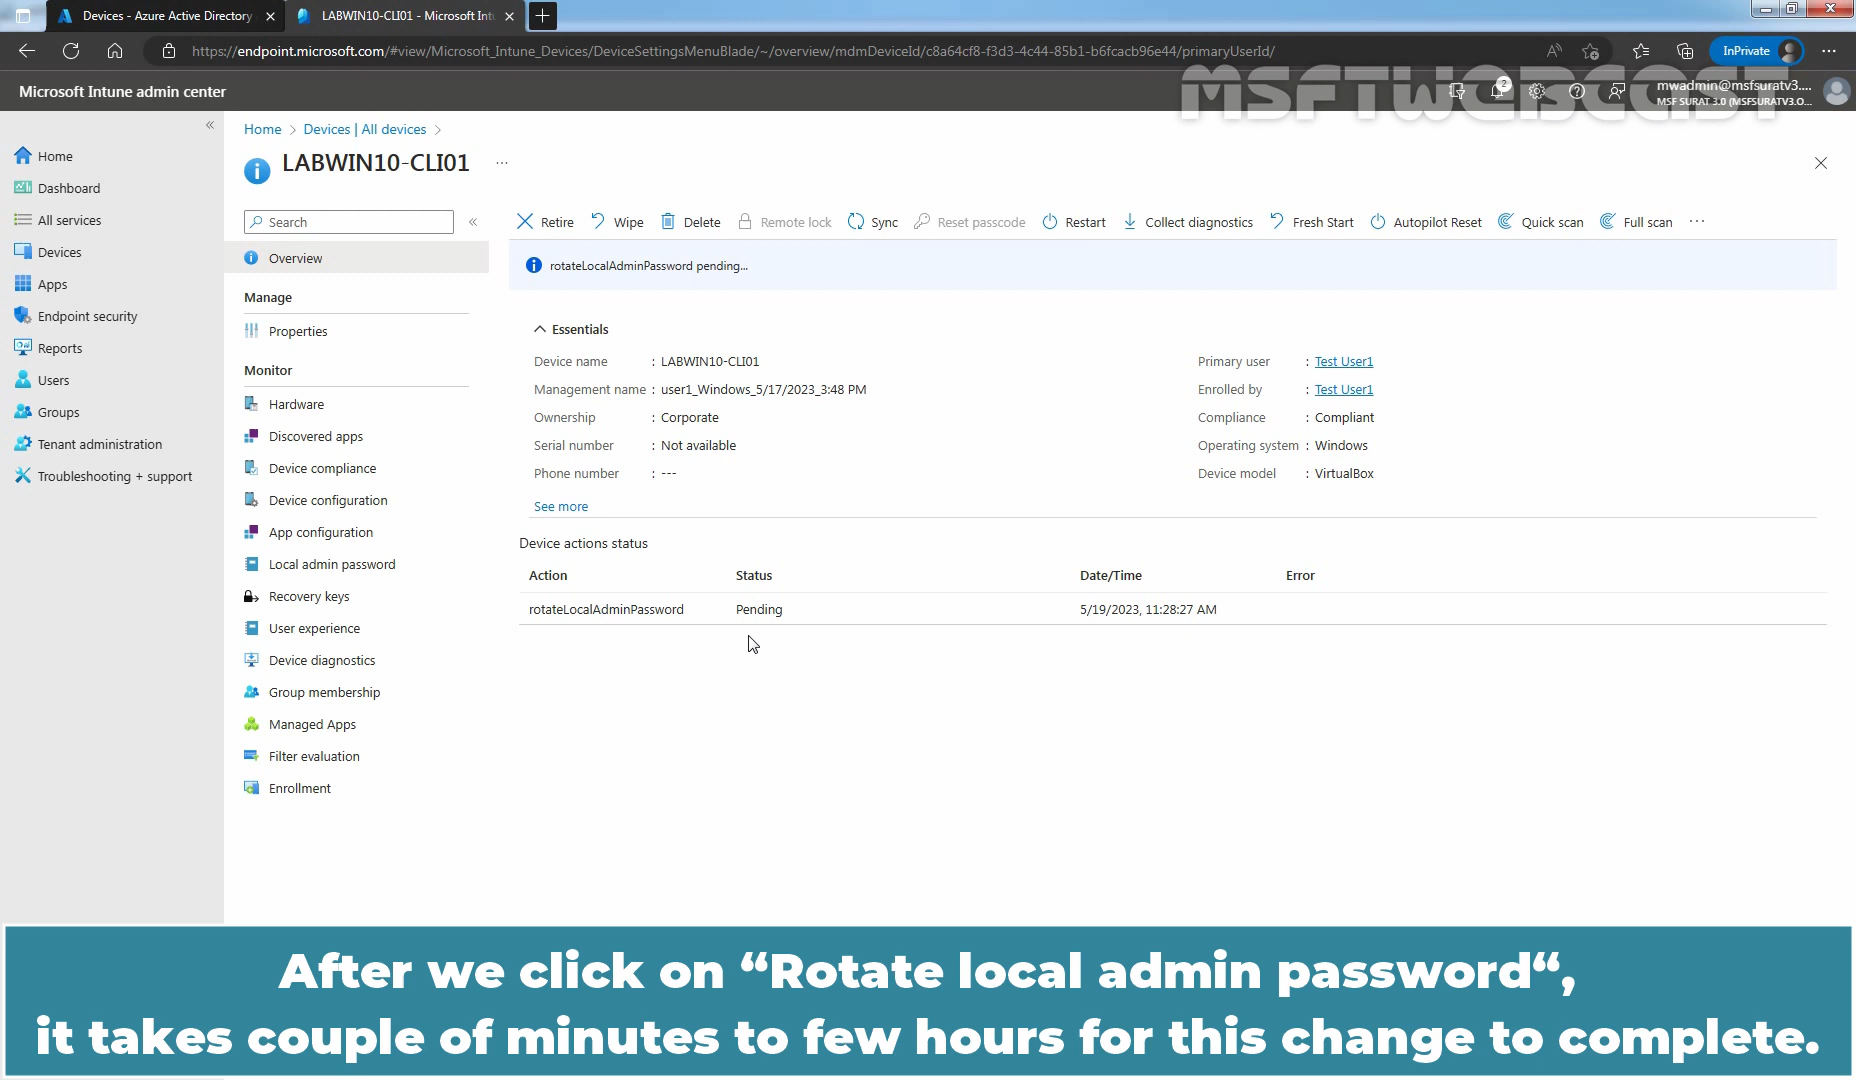 Devices - Azure Active Directory
LABWIN10-CLI01 - Microsoft Int
https://endpoint.microsoft.com/#view/Microsoft_Intune_Devices/DeviceSettingsMenuBlade/~/overview/mdmDeviceId/c8a64cf8-f3d3-4c44-85b1-b6fcacb96e44/primaryUserId/
InPrivate
Microsoft Intune admin center
MSFTWEBCAST
2
mwadmin@msfsuratv3....
MSF SURAT 3.0 (MSFSURATV3.O...
Home
Dashboard
All services
Devices
Apps
Endpoint security
Reports
Users
Groups
Tenant administration
Troubleshooting + support
Home > Devices | All devices >
LABWIN10-CLI01 ...
Search
Overview
Manage
Properties
Monitor
Hardware
Discovered apps
Device compliance
Device configuration
App configuration
Local admin password
Recovery keys
User experience
Device diagnostics
Group membership
Managed Apps
Filter evaluation
Enrollment
Retire Wipe Delete Remote lock Sync Reset passcode Restart Collect diagnostics Fresh Start Autopilot Reset Quick scan Full scan ...
rotateLocalAdminPassword pending...
Essentials
Device name : LABWIN10-CLI01
Management name : user1_Windows_5/17/2023_3:48 PM
Ownership : Corporate
Serial number : Not available
Phone number : ---
See more
Primary user : Test User1
Enrolled by : Test User1
Compliance : Compliant
Operating system : Windows
Device model : VirtualBox
Device actions status
Action Status Date/Time Error
rotateLocalAdminPassword Pending 5/19/2023, 11:28:27 AM
After we click on “Rotate local admin password“,
it takes couple of minutes to few hours for this change to complete.